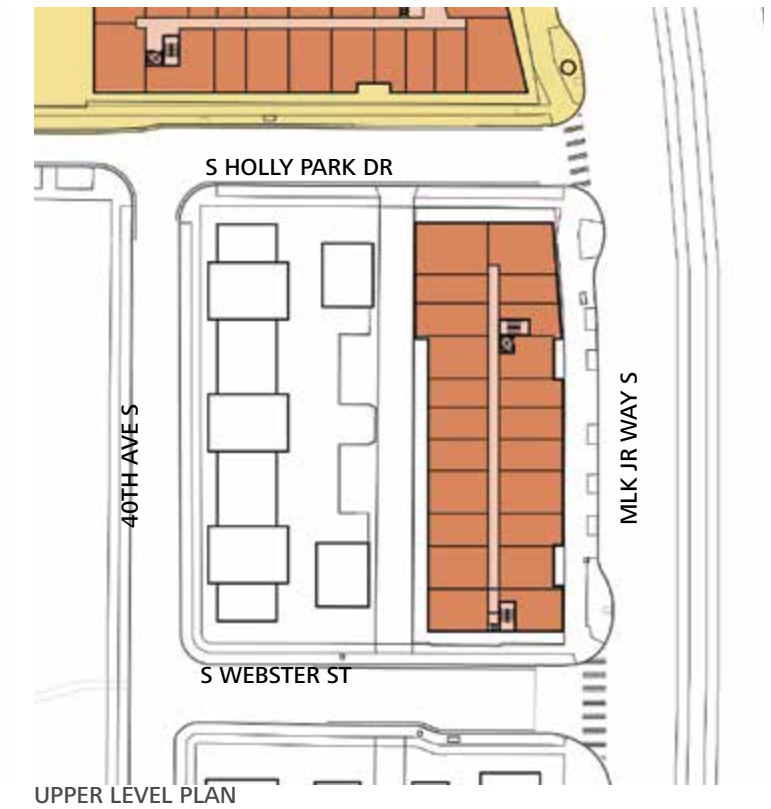 S HOLLY PARK DR
40TH AVE S
MLK JR WAY S
S WEBSTER ST
UPPER LEVEL PLAN